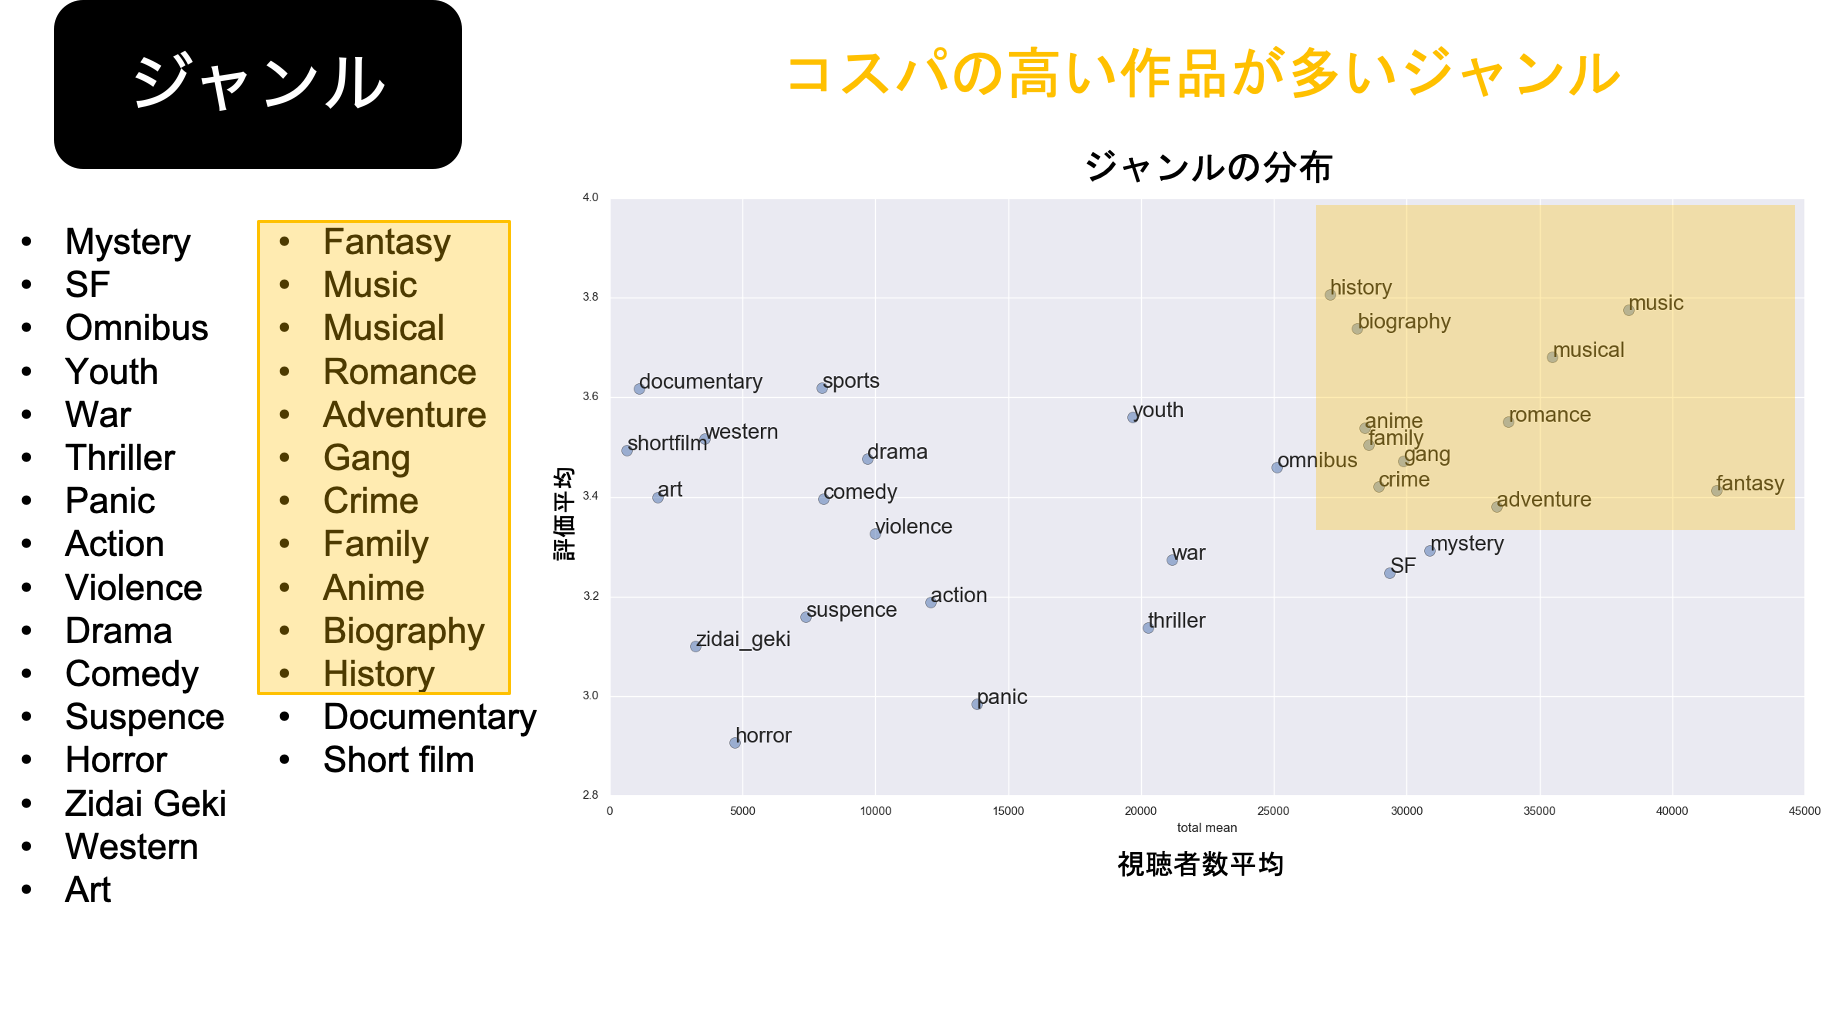 ジャンル
コスパの高い作品が多いジャンル
• Mystery
• SF
• Omnibus
• Youth
• War
• Thriller
• Panic
• Action
• Violence
• Drama
• Comedy
• Suspence
• Horror
• Zidai Geki
• Western
• Art
• Fantasy
• Music
• Musical
• Romance
• Adventure
• Gang
• Crime
• Family
• Anime
• Biography
• History
• Documentary
• Short film
ジャンルの分布
評価平均
4.0
3.8
3.6
3.4
3.2
3.0
2.8
history
music
biography
musical
documentary
sports
youth
romance
anime
western
family
shortfilm
drama
gang
omnibus
crime
fantasy
art
comedy
adventure
violence
mystery
war
SF
action
suspence
thriller
zidai_geki
panic
horror
0 5000 10000 15000 20000 25000 30000 35000 40000 45000
total mean
視聴者数平均